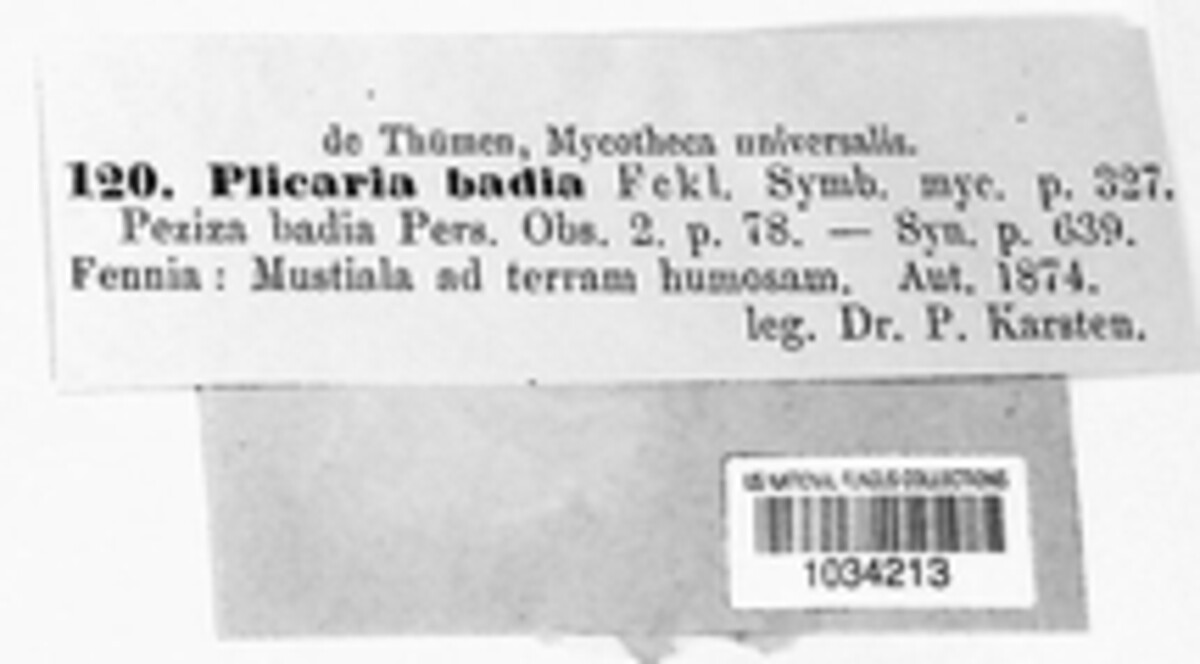 de Thümen, Mycotheca universalis.
120. Plicaria badia Fckl. Symb. myc. p. 327.
Peziza badia Pers. Obs. 2. p. 78. — Syn. p. 639.
Fennia: Mustiala ad terram humosam. Aut. 1874.
leg. Dr. P. Karsten.
US NATIONAL FUNGUS COLLECTIONS
1034213